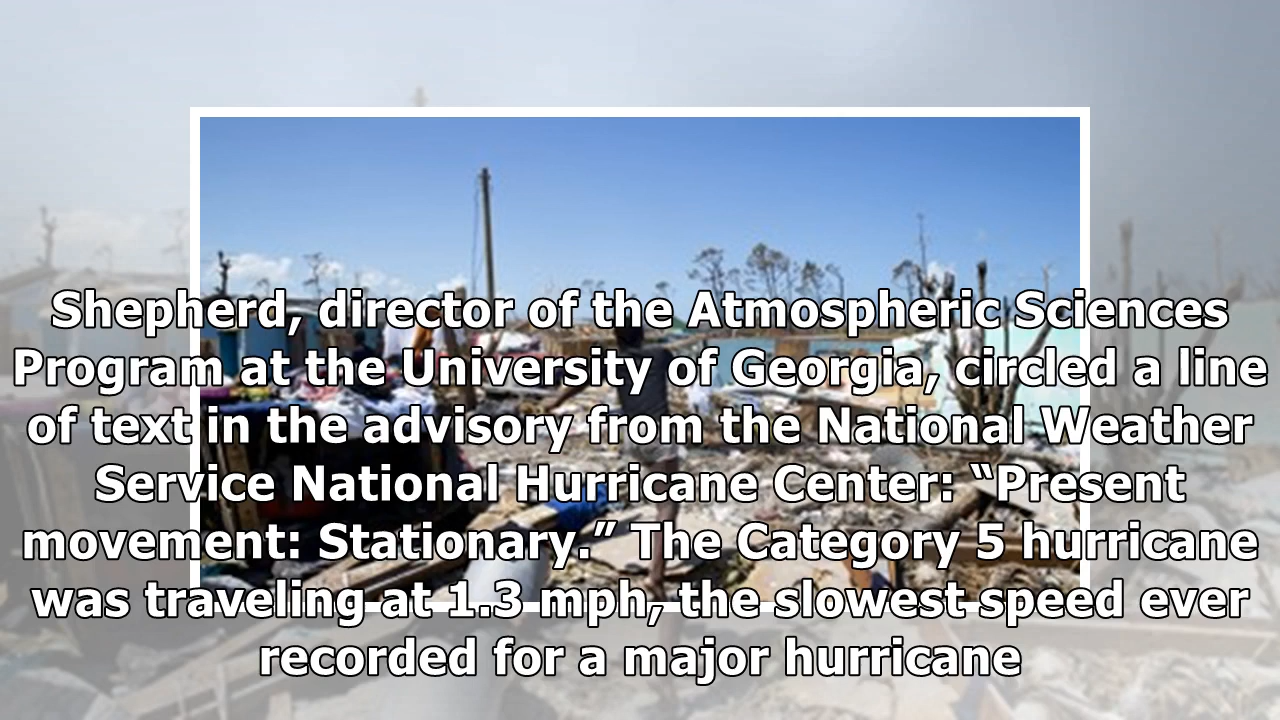 Shepherd, director of the Atmospheric Sciences
Program at the University of Georgia, circled a line
of text in the advisory from the National Weather
Service National Hurricane Center: “Present
movement: Stationary.” The Category 5 hurricane
was traveling at 1.3 mph, the slowest speed ever
recorded for a major hurricane